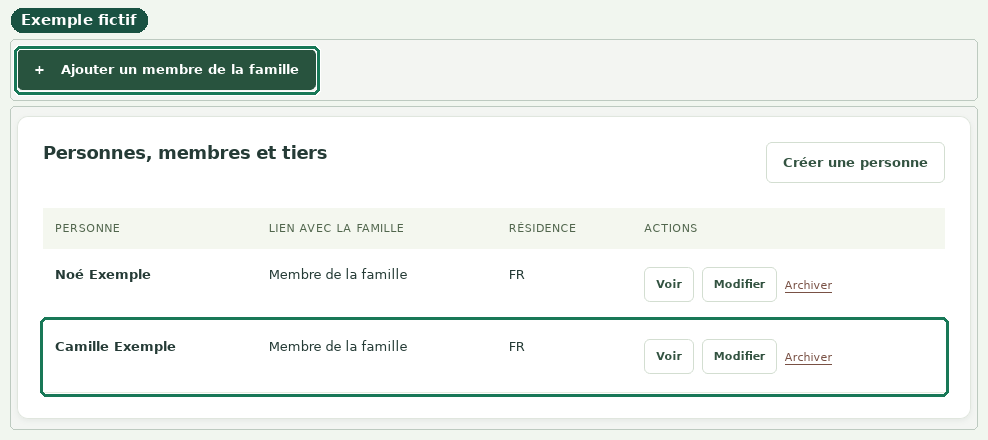 Exemple fictif
+ Ajouter un membre de la famille
Personnes, membres et tiers
Créer une personne
PERSONNE LIEN AVEC LA FAMILLE RÉSIDENCE ACTIONS
Noé Exemple Membre de la famille FR Voir Modifier Archiver
Camille Exemple Membre de la famille FR Voir Modifier Archiver